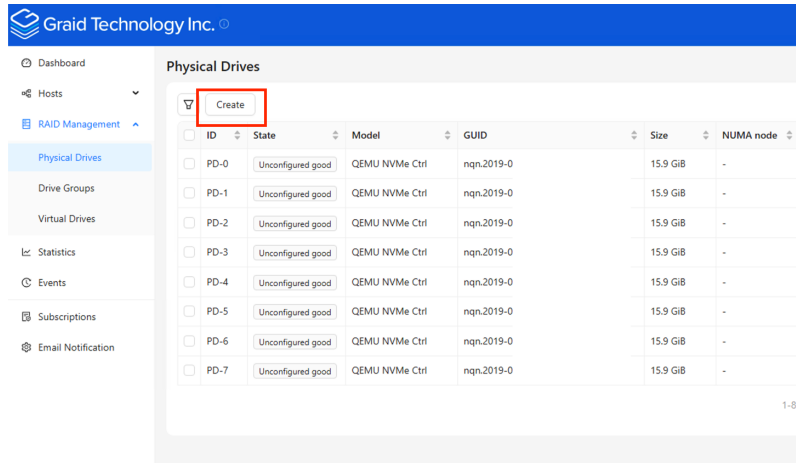 Graid Technology Inc.
Dashboard
Hosts
RAID Management
Physical Drives
Drive Groups
Virtual Drives
Statistics
Events
Subscriptions
Email Notification
Physical Drives
Create
ID State Model GUID Size NUMA node
PD-0 Unconfigured good QEMU NVMe Ctrl nqn.2019-0 15.9 GiB -
PD-1 Unconfigured good QEMU NVMe Ctrl nqn.2019-0 15.9 GiB -
PD-2 Unconfigured good QEMU NVMe Ctrl nqn.2019-0 15.9 GiB -
PD-3 Unconfigured good QEMU NVMe Ctrl nqn.2019-0 15.9 GiB -
PD-4 Unconfigured good QEMU NVMe Ctrl nqn.2019-0 15.9 GiB -
PD-5 Unconfigured good QEMU NVMe Ctrl nqn.2019-0 15.9 GiB -
PD-6 Unconfigured good QEMU NVMe Ctrl nqn.2019-0 15.9 GiB -
PD-7 Unconfigured good QEMU NVMe Ctrl nqn.2019-0 15.9 GiB -
1-8